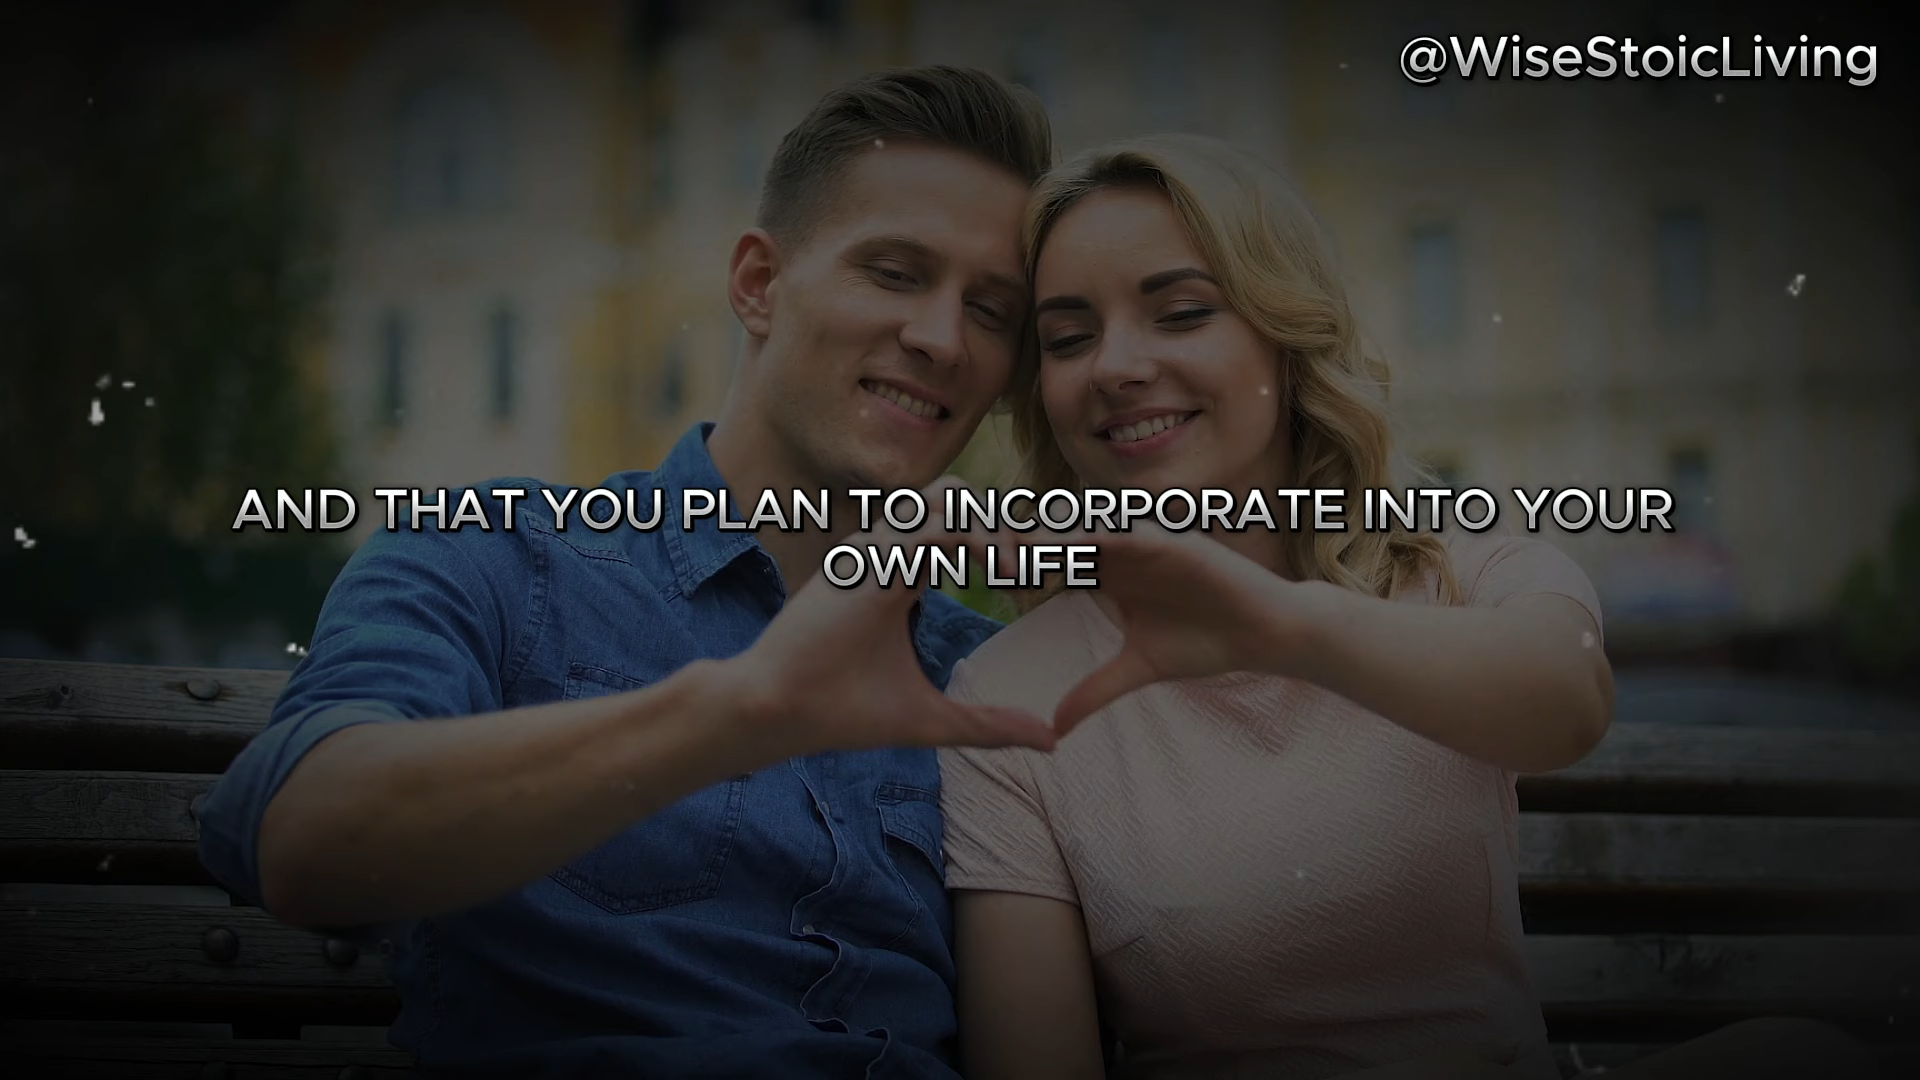 @WiseStoicLiving
AND THAT YOU PLAN TO INCORPORATE INTO YOUR
OWN LIFE